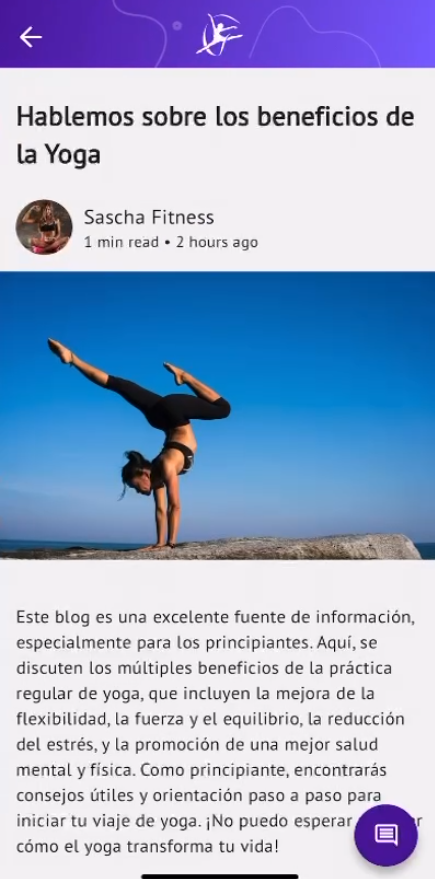 Hablemos sobre los beneficios de
la Yoga
Sascha Fitness
1 min read • 2 hours ago
Este blog es una excelente fuente de información,
especialmente para los principiantes. Aquí, se
discuten los múltiples beneficios de la práctica
regular de yoga, que incluyen la mejora de la
flexibilidad, la fuerza y el equilibrio, la reducción
del estrés, y la promoción de una mejor salud
mental y física. Como principiante, encontrarás
consejos útiles y orientación paso a paso para
iniciar tu viaje de yoga. ¡No puedo esperar
cómo el yoga transforma tu vida!